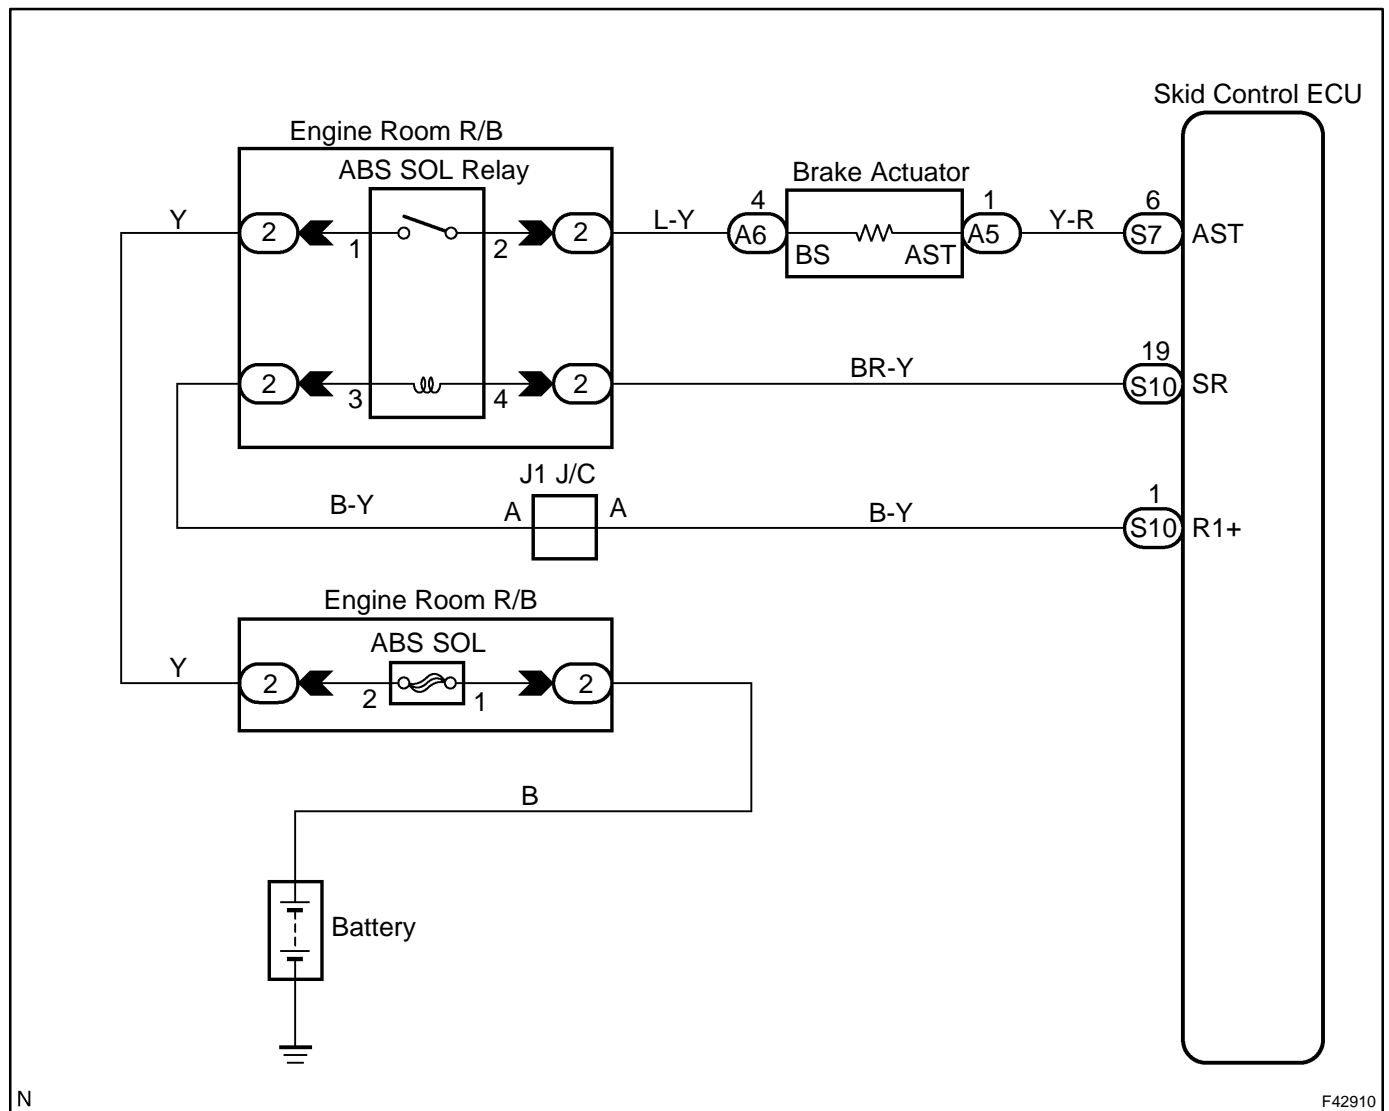 Skid Control ECU
Engine Room R/B
ABS SOL Relay
Brake Actuator
Y
2
1
2
2
L-Y
4
A6
BS
AST
1
A5
Y-R
6
S7
AST
2
3
4
2
BR-Y
19
S10
SR
J1 J/C
B-Y
A
A
B-Y
1
S10
R1+
Engine Room R/B
ABS SOL
Y
2
2
1
2
B
Battery
N
F42910